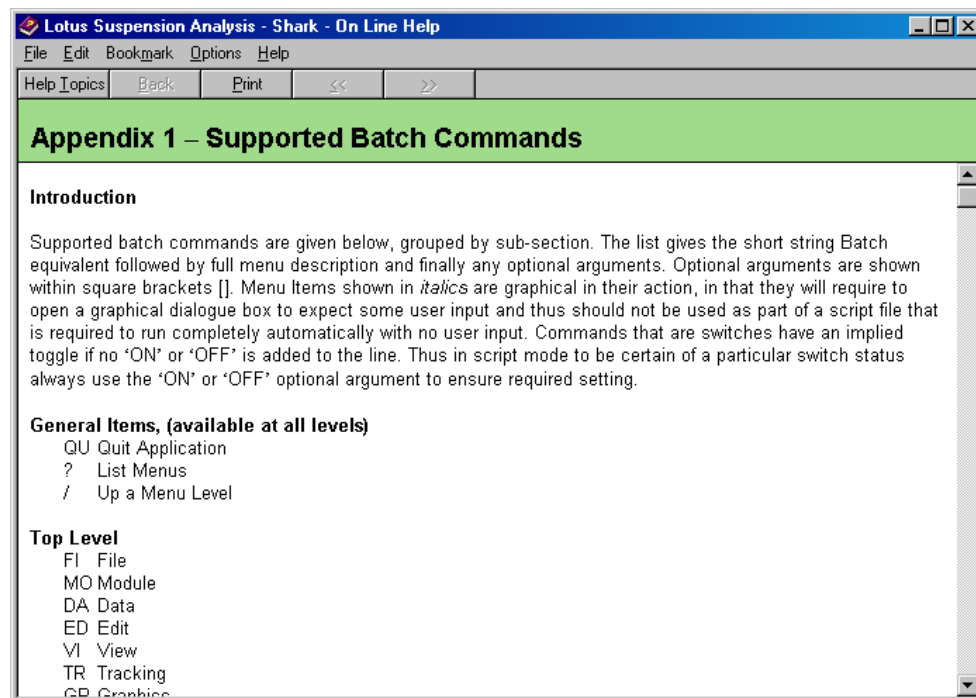 Lotus Suspension Analysis - Shark - On Line Help
File Edit Bookmark Options Help
Help Topics Back Print << >>
Appendix 1 – Supported Batch Commands
Introduction
Supported batch commands are given below, grouped by sub-section. The list gives the short string Batch
equivalent followed by full menu description and finally any optional arguments. Optional arguments are shown
within square brackets []. Menu Items shown in italics are graphical in their action, in that they will require to
open a graphical dialogue box to expect some user input and thus should not be used as part of a script file that
is required to run completely automatically with no user input. Commands that are switches have an implied
toggle if no ‘ON’ or ‘OFF’ is added to the line. Thus in script mode to be certain of a particular switch status
always use the ‘ON’ or ‘OFF’ optional argument to ensure required setting.
General Items, (available at all levels)
QU Quit Application
? List Menus
/ Up a Menu Level
Top Level
FI File
MO Module
DA Data
ED Edit
VI View
TR Tracking
GR Graphics